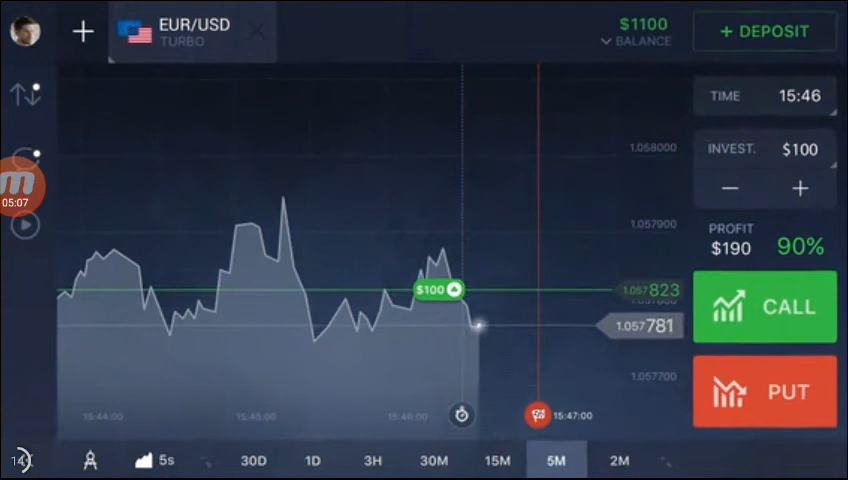 EUR/USD
TURBO
$1100
BALANCE
+ DEPOSIT
TIME 15:46
INVEST. $100
− +
PROFIT
$190 90%
CALL
PUT
05:07
1.058000
1.057900
$100
1.057823
1.057781
1.057700
15:44:00 15:45:00 15:46:00 15:47:00
5s 30D 1D 3H 30M 15M 5M 2M